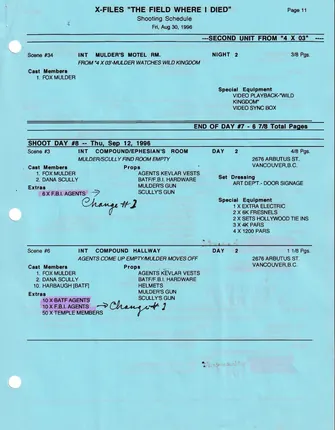 X-FILES "THE FIELD WHERE I DIED"
Page 11
Shooting Schedule
Fri, Aug 30, 1996
---SECOND UNIT FROM "4 X 03" ---
Scene #34 INT MULDER'S MOTEL RM. NIGHT 2 3/8 Pgs.
FROM "4 X 03"-MULDER WATCHES WILD KINGDOM
Cast Members
1. FOX MULDER
Special Equipment
VIDEO PLAYBACK-"WILD
KINGDOM"
VIDEO SYNC BOX
END OF DAY #7 - 6 7/8 Total Pages
SHOOT DAY #8 -- Thu, Sep 12, 1996
Scene #3 INT COMPOUND/EPHESIAN'S ROOM DAY 2 4/8 Pgs.
MULDER/SCULLY FIND ROOM EMPTY
2676 ARBUTUS ST.
VANCOUVER,B.C.
Cast Members
1. FOX MULDER
2. DANA SCULLY
Extras
8 X F.B.I. AGENTS
Change #1
Props
AGENTS KEVLAR VESTS
BATF/F.B.I. HARDWARE
MULDER'S GUN
SCULLY'S GUN
Set Dressing
ART DEPT.- DOOR SIGNAGE
Special Equipment
1 X EXTRA ELECTRIC
2 X 6K FRESNELS
2 X SETS HOLLYWOOD TIE INS
3 X 4K PARS
4 X 1200 PARS
Scene #6 INT COMPOUND HALLWAY DAY 2 1 1/8 Pgs.
AGENTS COME UP EMPTY/MULDER MOVES OFF
2676 ARBUTUS ST.
VANCOUVER,B.C.
Cast Members
1. FOX MULDER
2. DANA SCULLY
10. HARBAUGH [BATF]
Extras
10 X BATF AGENTS
10 X F.B.I. AGENTS
50 X TEMPLE MEMBERS
Change #1
Props
AGENTS KEVLAR VESTS
BATF/F.B.I. HARDWARE
HELMETS
MULDER'S GUN
SCULLY'S GUN